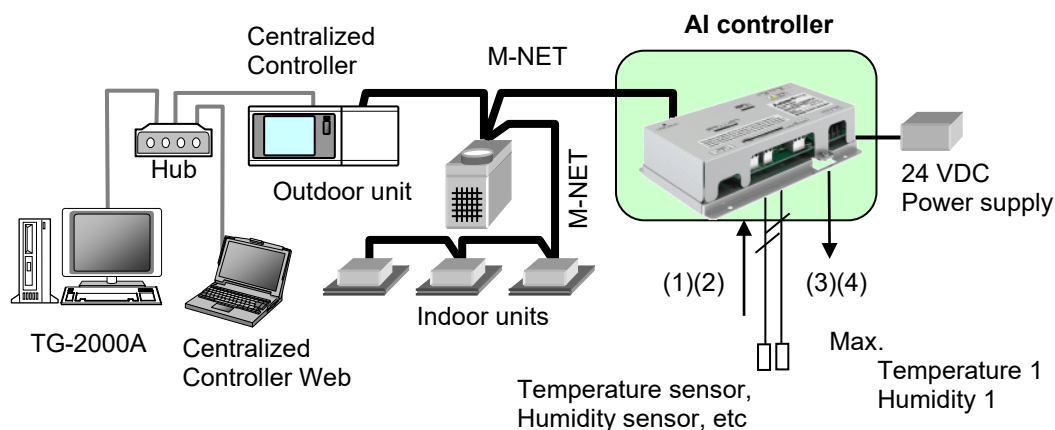 AI controller
Centralized
Controller
M-NET
Hub
Outdoor unit
M-NET
24 VDC
Power supply
(1)(2)
(3)(4)
Indoor units
TG-2000A
Centralized
Controller Web
Max.
Temperature 1
Humidity 1
Temperature sensor,
Humidity sensor, etc